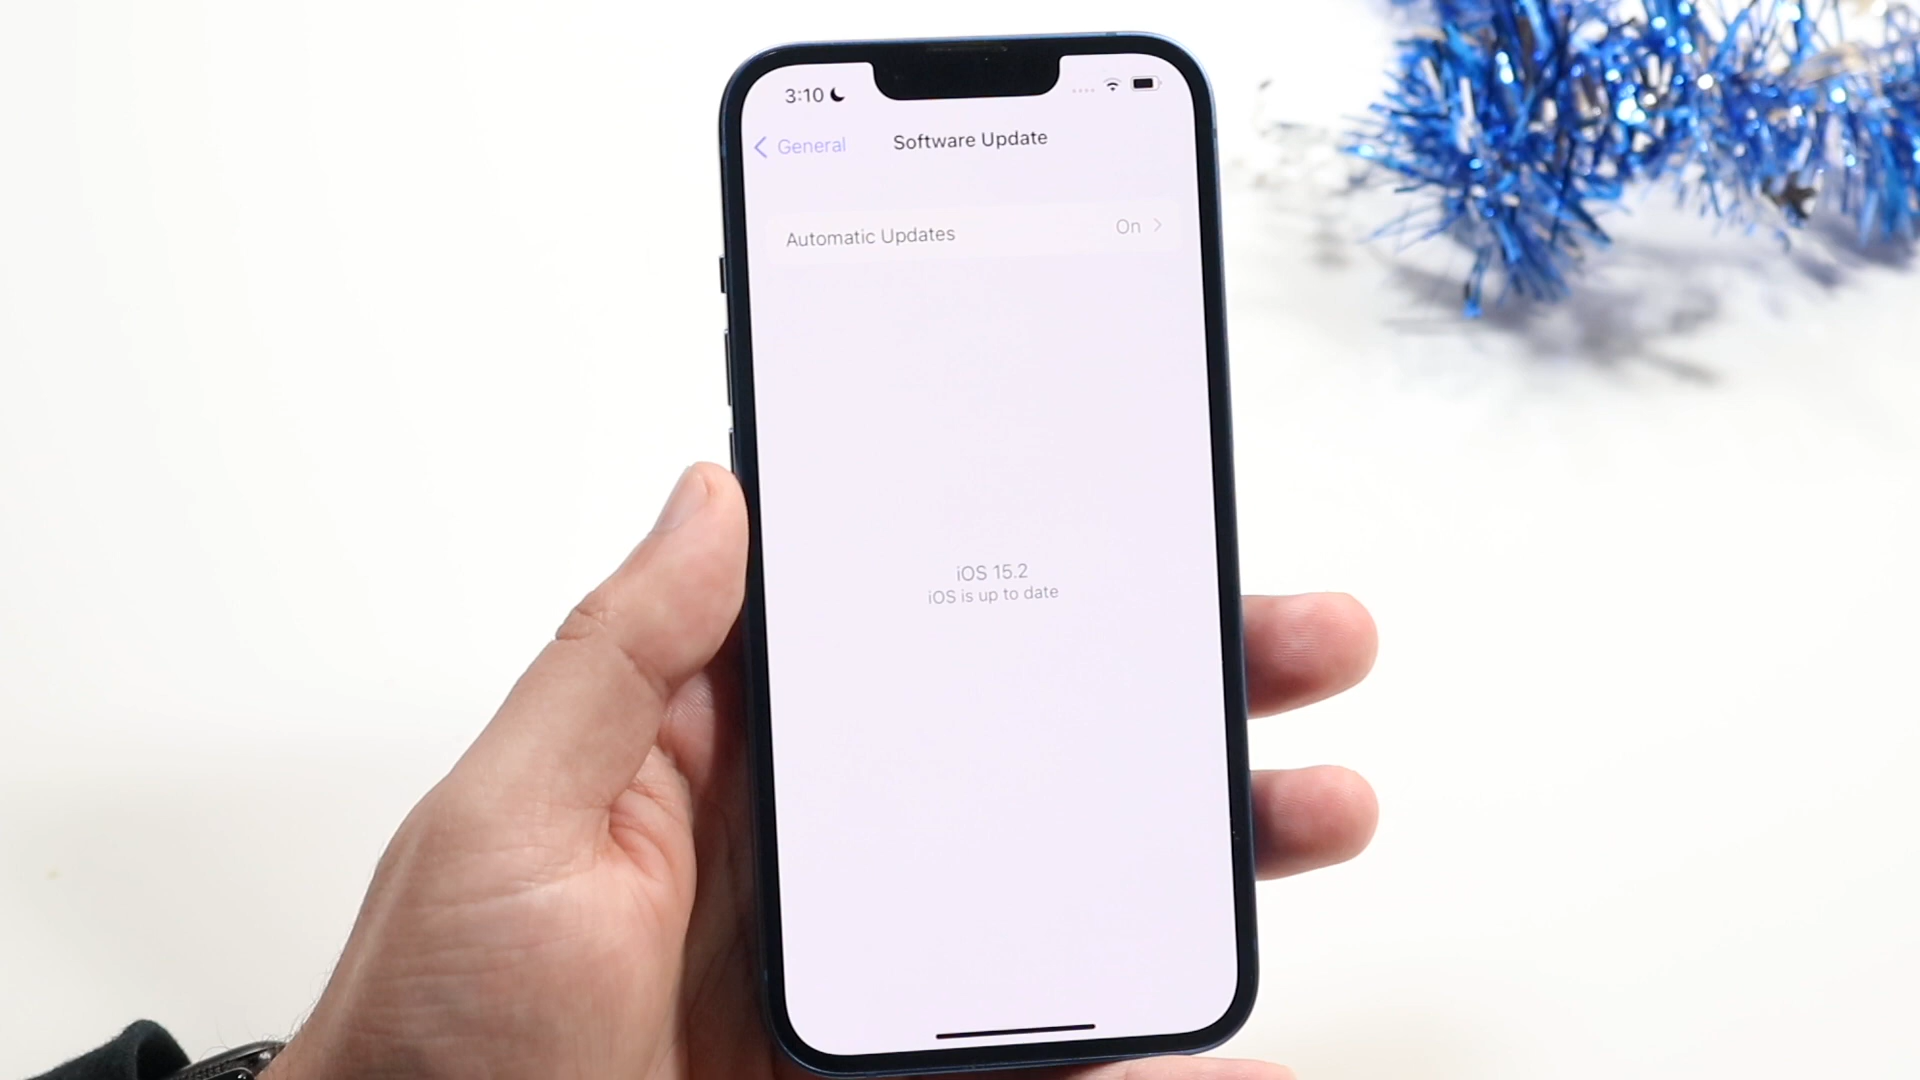 3:10
General
Software Update
Automatic Updates On
iOS 15.2
iOS is up to date